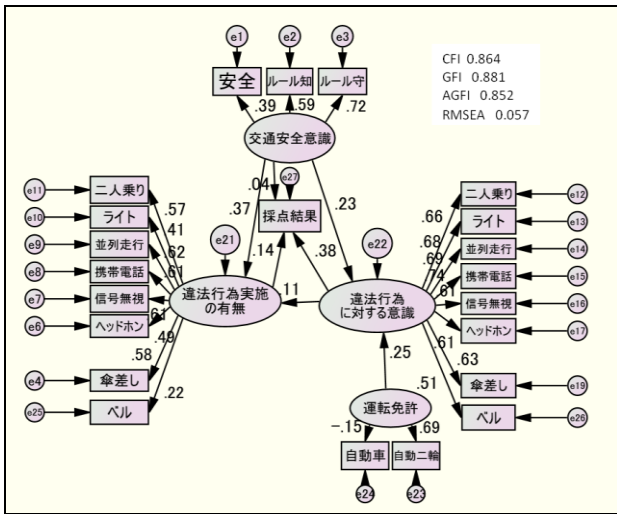 e1
e2
e3
安全
ルール知
ルール守
CFI 0.864
GFI 0.881
AGFI 0.852
RMSEA 0.057
.39
.59
.72
交通安全意識
e27
.04
.37
.23
採点結果
e11
二人乗り
.57
e10
ライト
.41
e9
並列走行
.62
e8
携帯電話
.61
e7
信号無視
.61
e6
ヘッドホン
.49
e4
傘差し
.58
e25
ベル
.22
e21
違法行為実施
の有無
.14
.38
.11
e22
違法行為
に対する意識
二人乗り
e12
.66
ライト
e13
.68
並列走行
e14
.69
携帯電話
e15
.74
信号無視
e16
.61
ヘッドホン
e17
.61
.63
傘差し
e19
ベル
e26
.25
.51
運転免許
-.15
.69
自動車
自動二輪
e24
e23